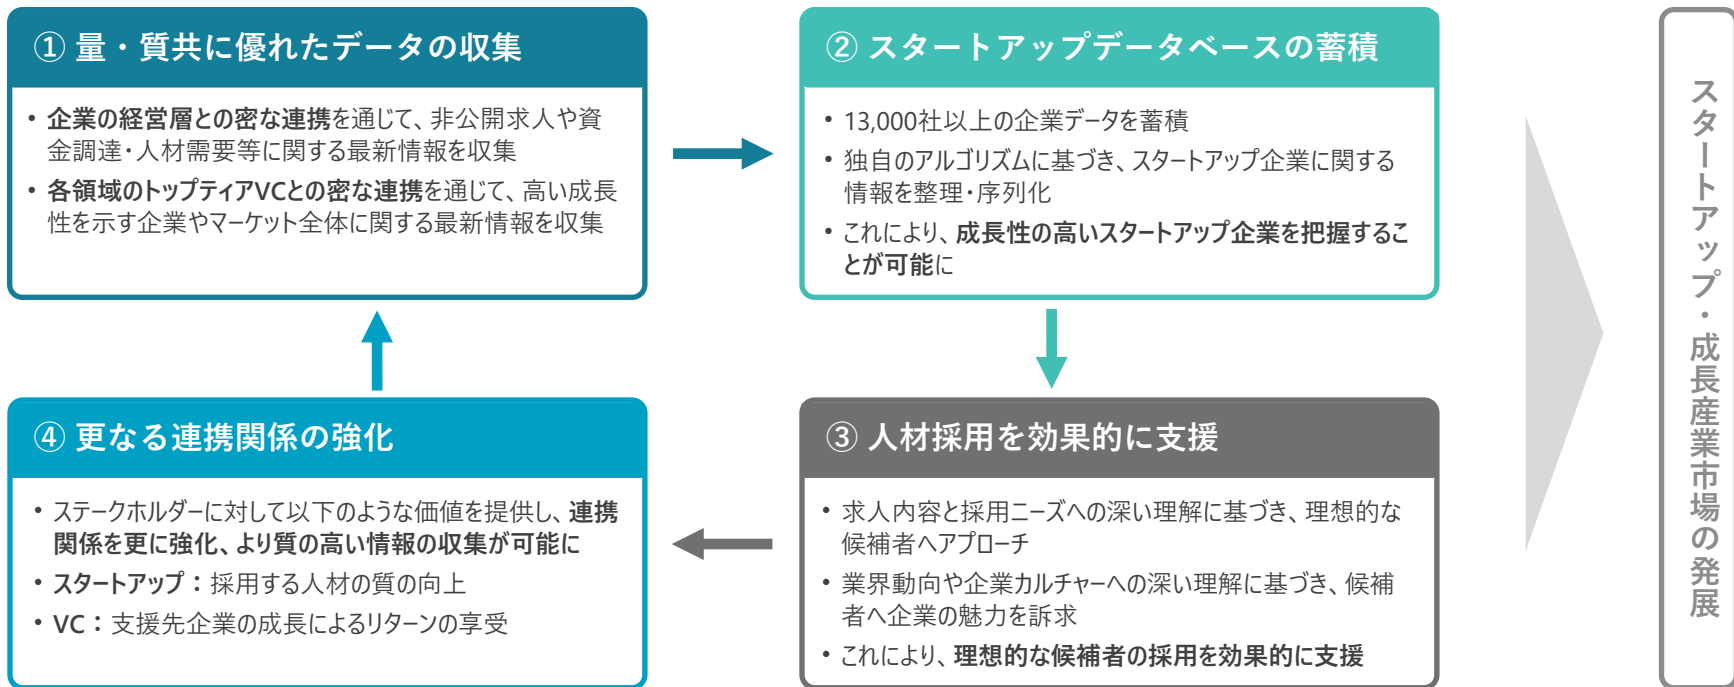 ① 量・質共に優れたデータの収集
• 企業の経営層との密な連携を通じて、非公開求人や資
金調達・人材需要等に関する最新情報を収集
• 各領域のトップティアVCとの密な連携を通じて、高い成長
性を示す企業やマーケット全体に関する最新情報を収集
② スタートアップデータベースの蓄積
• 13,000社以上の企業データを蓄積
• 独自のアルゴリズムに基づき、スタートアップ企業に関する
情報を整理・序列化
• これにより、成長性の高いスタートアップ企業を把握するこ
とが可能に
③ 人材採用を効果的に支援
• 求人内容と採用ニーズへの深い理解に基づき、理想的な
候補者へアプローチ
• 業界動向や企業カルチャーへの深い理解に基づき、候補
者へ企業の魅力を訴求
• これにより、理想的な候補者の採用を効果的に支援
④ 更なる連携関係の強化
• ステークホルダーに対して以下のような価値を提供し、連携
関係を更に強化、より質の高い情報の収集が可能に
• スタートアップ：採用する人材の質の向上
• VC：支援先企業の成長によるリターンの享受
スタートアップ・成長産業市場の発展